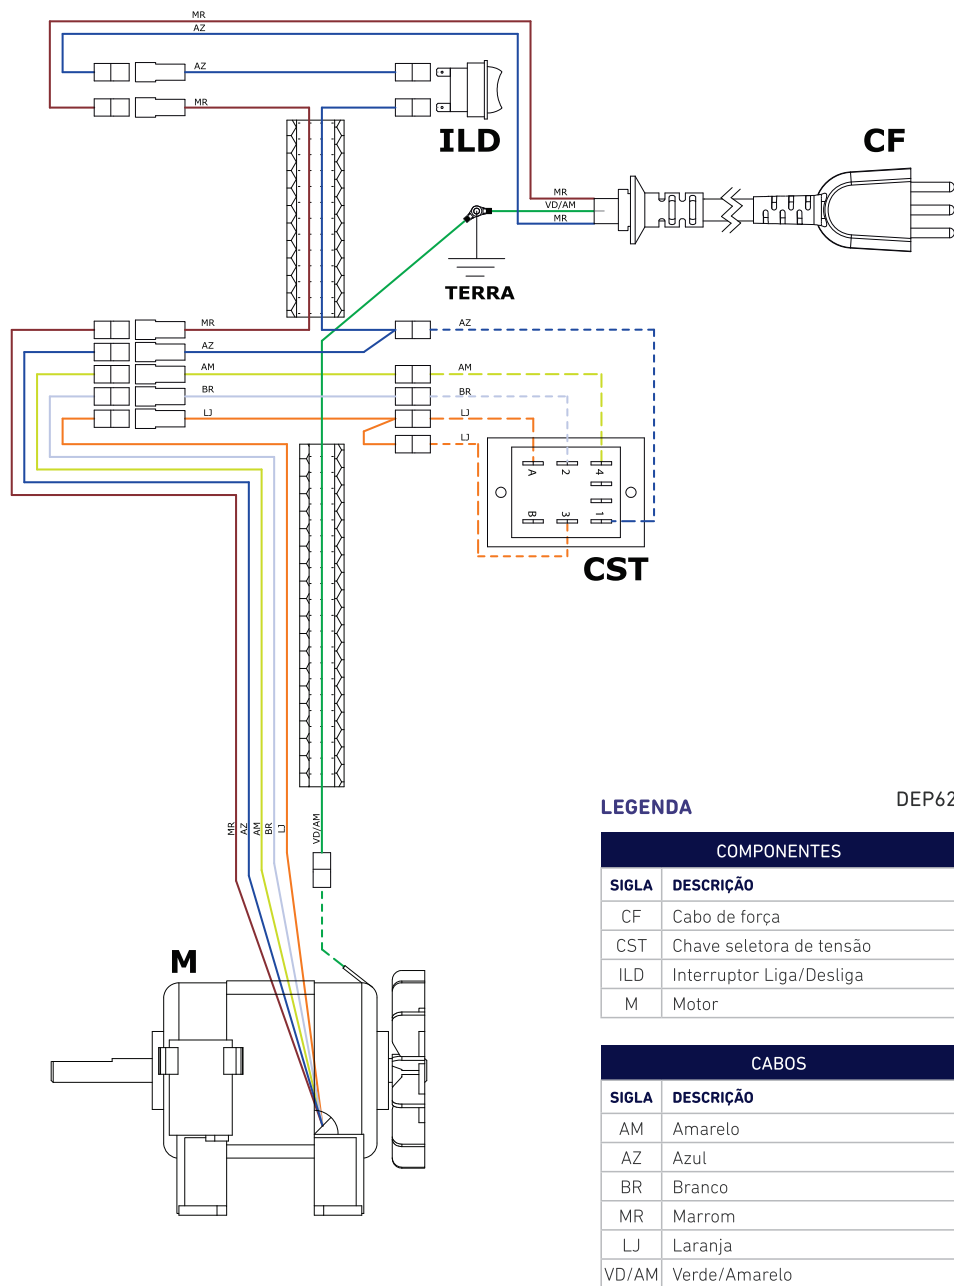 MR
AZ
AZ
MR
ILD
CF
MR
VD/AM
MR
TERRA
MR
AZ
AZ
AM
AM
BR
BR
LJ
LJ
LJ
A
2
4
B
3
1
CST
MR
AZ
AM
BR
LJ
VD/AM
M
LEGENDA
DEP62
COMPONENTES
SIGLA DESCRIÇÃO
CF Cabo de força
CST Chave seletora de tensão
ILD Interruptor Liga/Desliga
M Motor
CABOS
SIGLA DESCRIÇÃO
AM Amarelo
AZ Azul
BR Branco
MR Marrom
LJ Laranja
VD/AM Verde/Amarelo